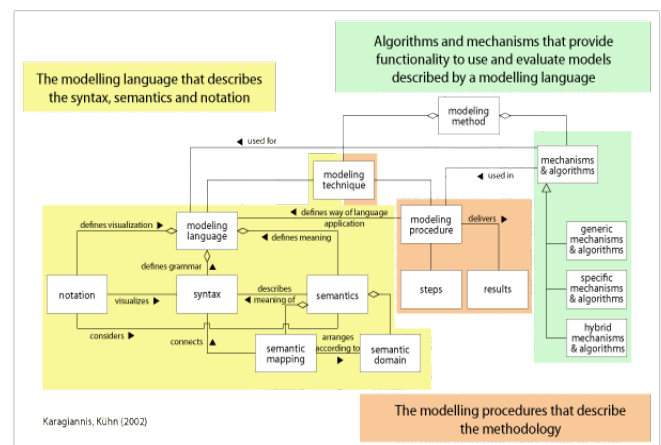 Algorithms and mechanisms that provide
functionality to use and evaluate models
described by a modelling language
The modelling language that describes
the syntax, semantics and notation
modeling
method
◄ used for
mechanisms
& algorithms
modeling
technique
◄ used in
defines visualization ►
modeling
language
◄ defines way of language
application
◄ defines meaning
modeling
procedure
delivers ►
generic
mechanisms
& algorithms
defines grammar ▲
notation
visualizes ►
syntax
describes
◄ meaning of
semantics
steps
results
specific
mechanisms
& algorithms
considers ►
connects ▲
semantic
mapping
arranges
according to
►
semantic
domain
hybrid
mechanisms
& algorithms
Karagiannis, Kühn (2002)
The modelling procedures that describe
the methodology